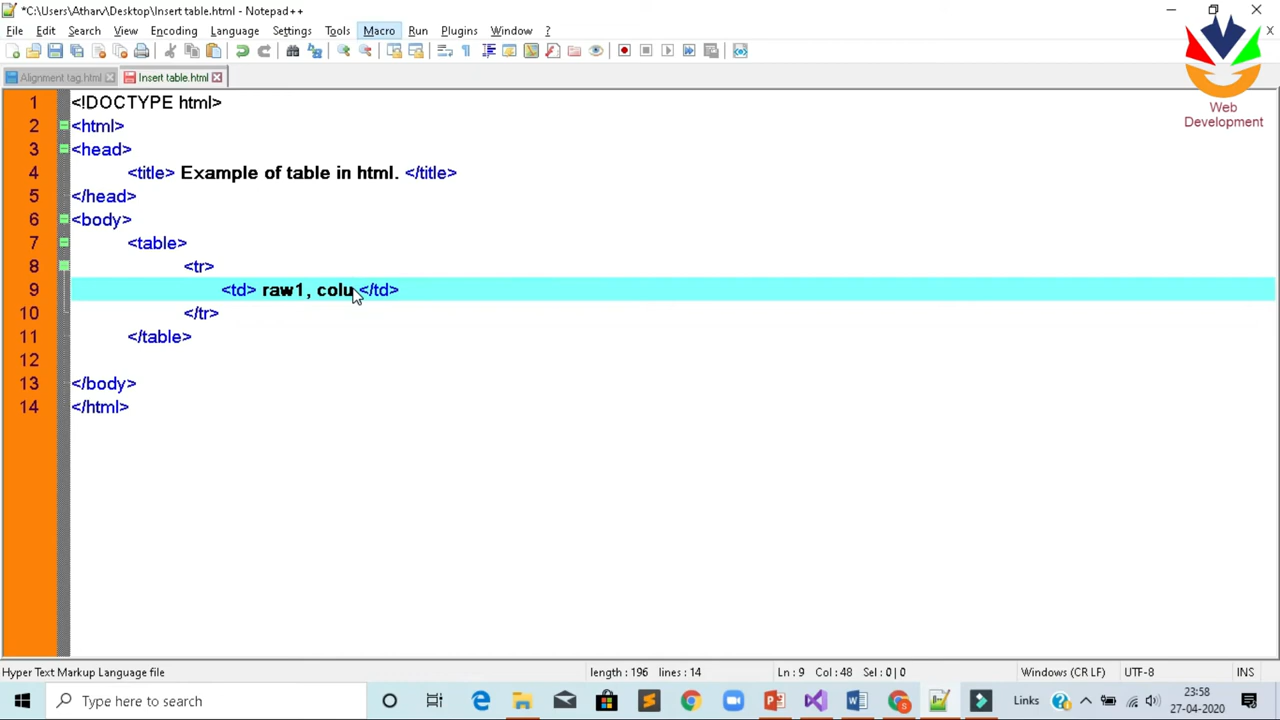 *C:\Users\Atharv\Desktop\Insert table.html - Notepad++
File Edit Search View Encoding Language Settings Tools Macro Run Plugins Window ? X
Alignment tag.html Insert table.html
Web
Development
1 <!DOCTYPE html>
2 <html>
3 <head>
4 <title> Example of table in html. </title>
5 </head>
6 <body>
7 <table>
8 <tr>
9 <td> raw1, colu </td>
10 </tr>
11 </table>
12
13 </body>
14 </html>
Hyper Text Markup Language file length : 196 lines : 14 Ln : 9 Col : 48 Sel : 0 | 0 Windows (CR LF) UTF-8 INS
Type here to search Links 23:58
27-04-2020